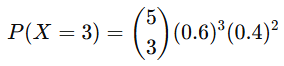 P(X = 3) = \binom{5}{3} (0.6)^3 (0.4)^2